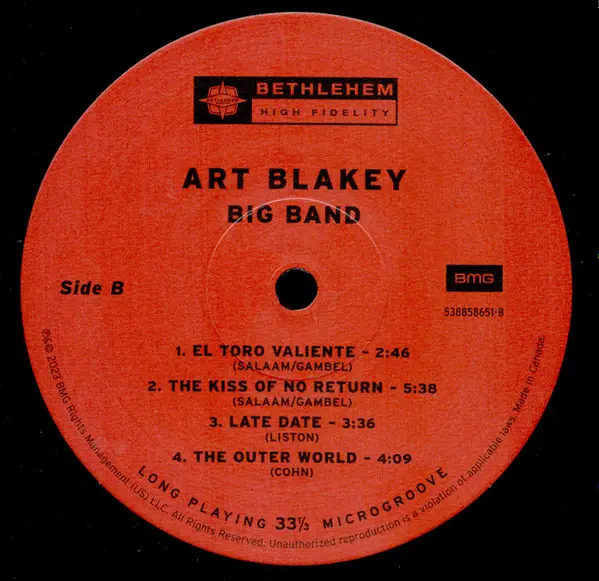 BETHLEHEM
HIGH FIDELITY
ART BLAKEY
BIG BAND
Side B
BMG
538858651-B
1. EL TORO VALIENTE – 2:46
(SALAAM/GAMBEL)
2. THE KISS OF NO RETURN – 5:38
(SALAAM/GAMBEL)
3. LATE DATE – 3:36
(LISTON)
4. THE OUTER WORLD – 4:09
(COHN)
LONG PLAYING 33⅓ MICROGROOVE
℗© 2023 BMG Rights Management (US) LLC. All Rights Reserved. Unauthorized reproduction is a violation of applicable laws. Made in Canada.